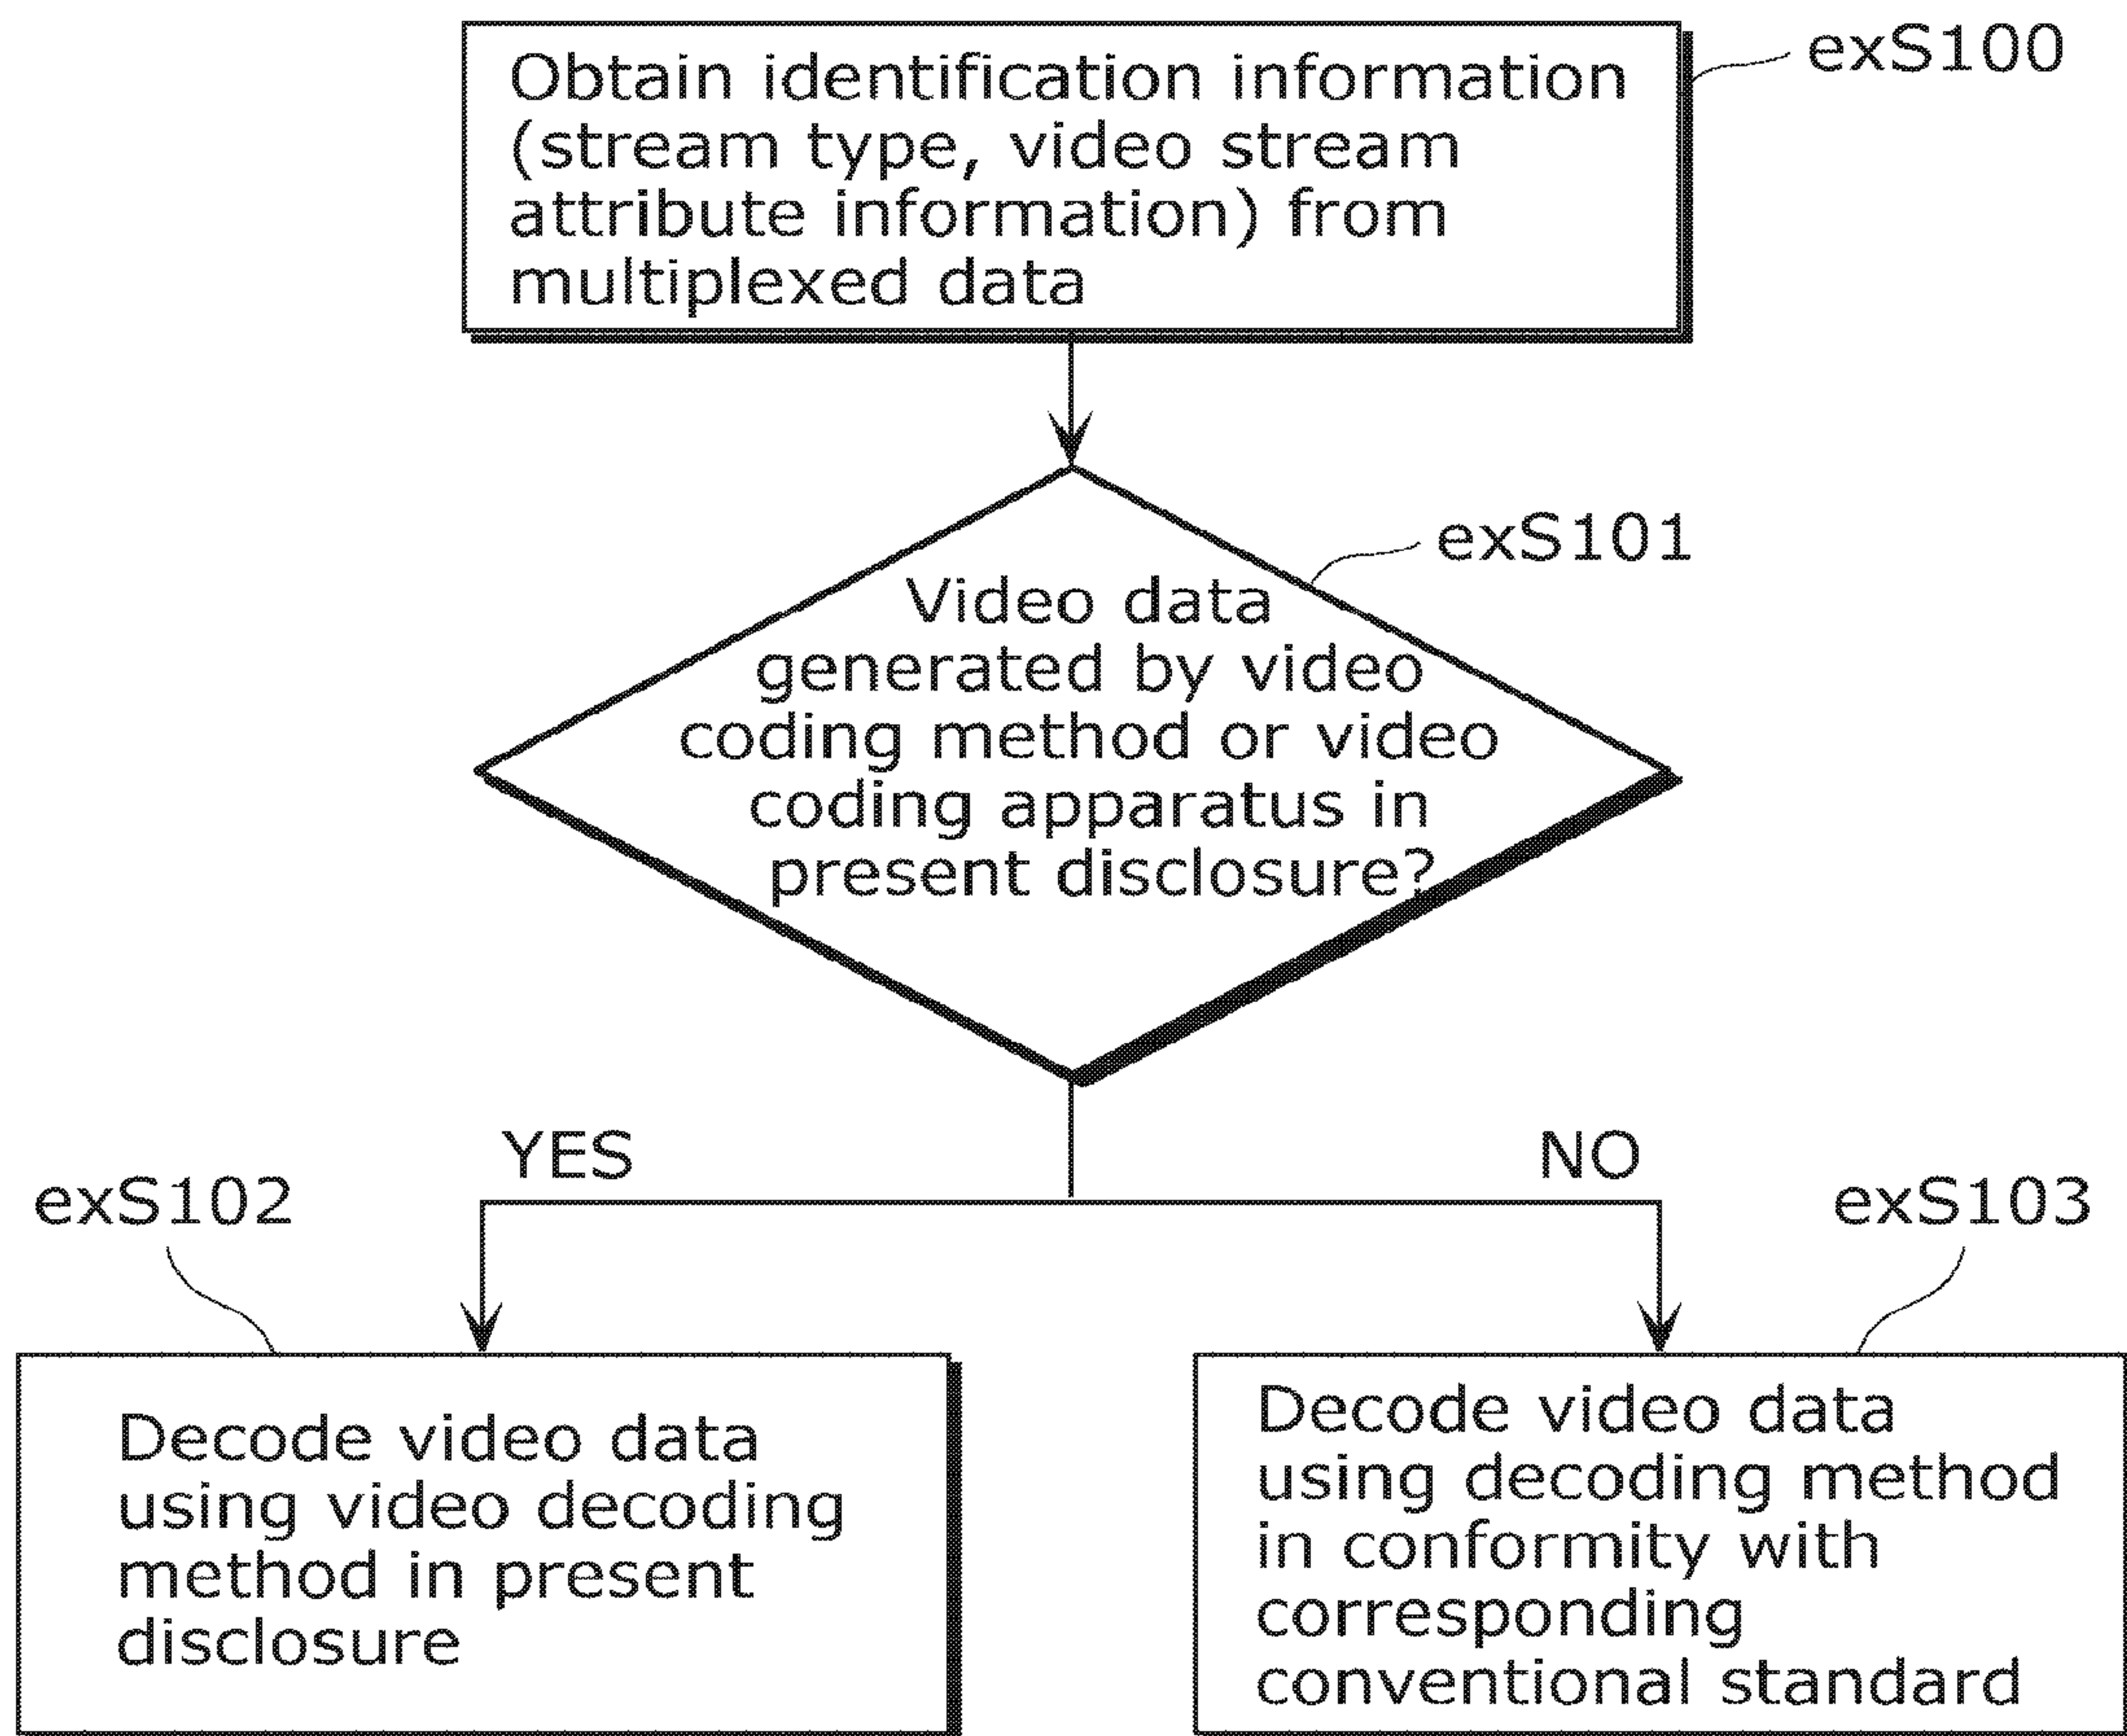 Obtain identification information
(stream type, video stream
attribute information) from
multiplexed data
exS100
exS101
Video data
generated by video
coding method or video
coding apparatus in
present disclosure?
YES
NO
exS102
exS103
Decode video data
using video decoding
method in present
disclosure
Decode video data
using decoding method
in conformity with
corresponding
conventional standard